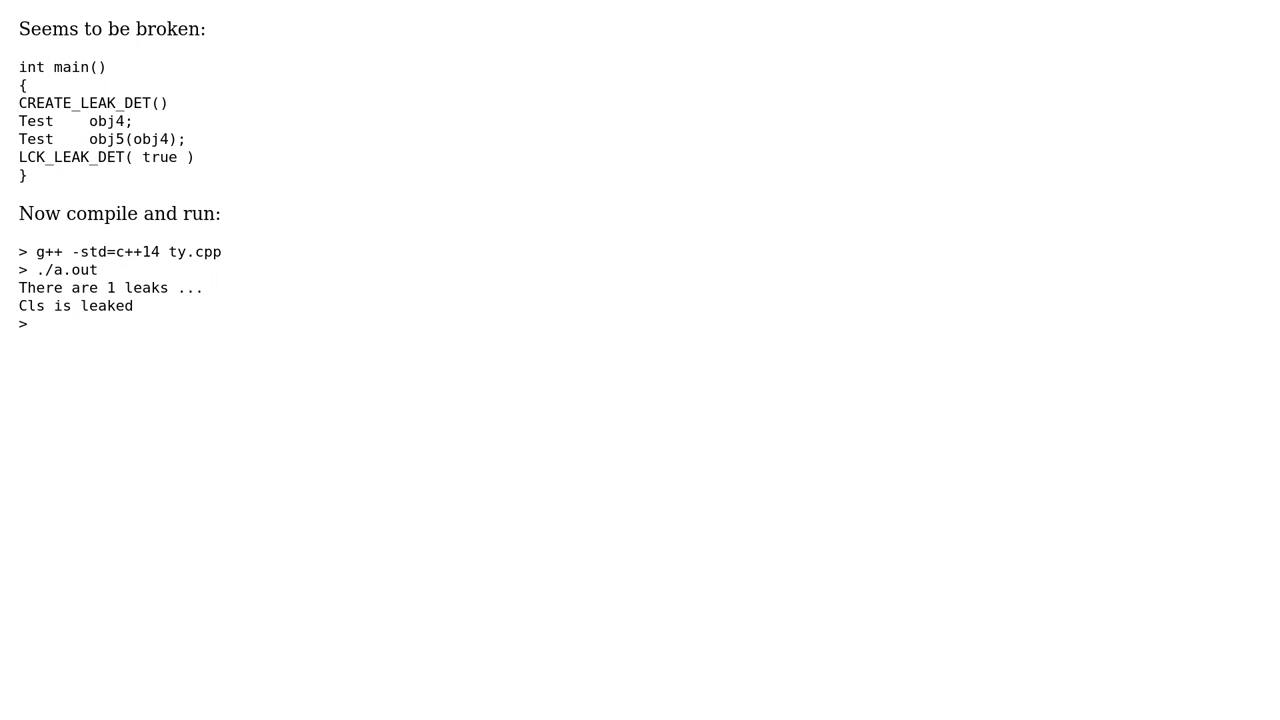 Seems to be broken:
int main()
{
CREATE_LEAK_DET()
Test    obj4;
Test    obj5(obj4);
LCK_LEAK_DET( true )
}
Now compile and run:
> g++ -std=c++14 ty.cpp
> ./a.out
There are 1 leaks ...
Cls is leaked
>